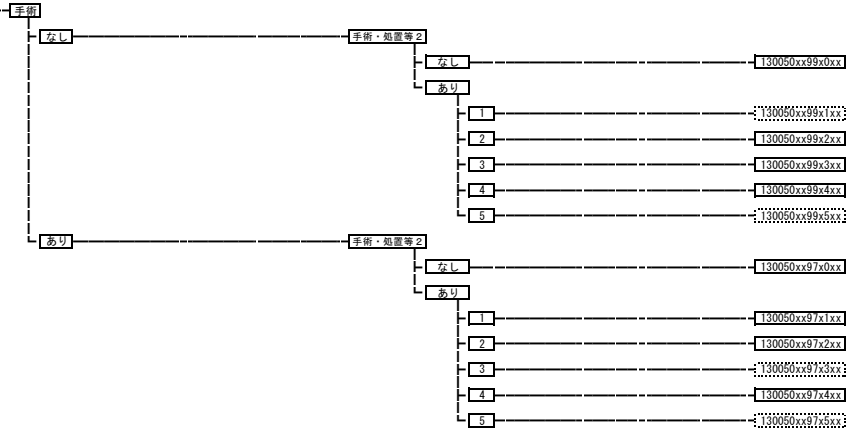 手術
なし 手術・処置等２
なし 130050xx99x0xx
あり
1 130050xx99x1xx
2 130050xx99x2xx
3 130050xx99x3xx
4 130050xx99x4xx
5 130050xx99x5xx
あり 手術・処置等２
なし 130050xx97x0xx
あり
1 130050xx97x1xx
2 130050xx97x2xx
3 130050xx97x3xx
4 130050xx97x4xx
5 130050xx97x5xx